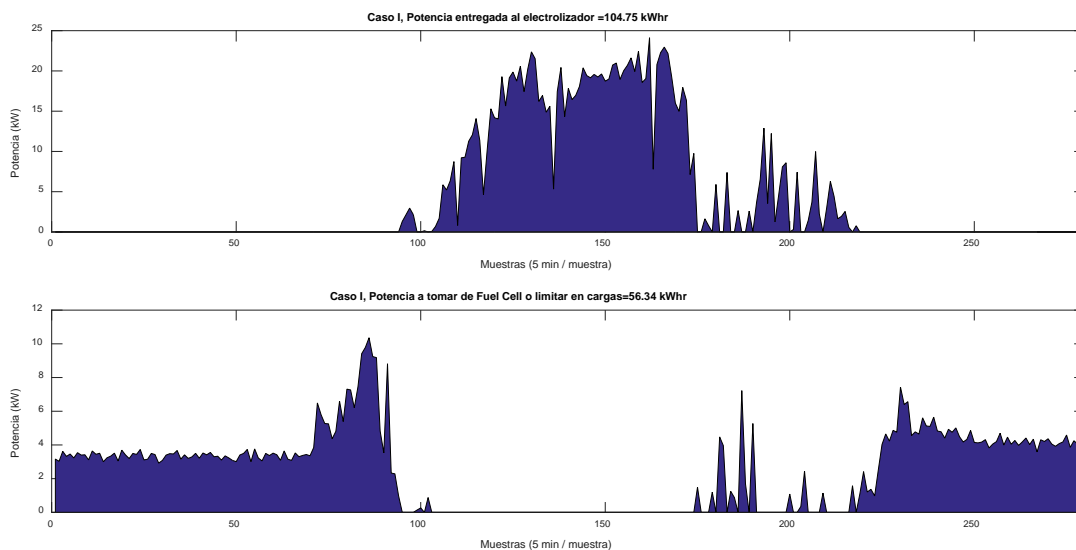 Caso I, Potencia entregada al electrolizador =104.75 kWhr
25
20
15
10
5
0
Potencia (kW)
0 50 100 150 200 250
Muestras (5 min / muestra)
Caso I, Potencia a tomar de Fuel Cell o limitar en cargas=56.34 kWhr
12
10
8
6
4
2
0
Potencia (kW)
0 50 100 150 200 250
Muestras (5 min / muestra)